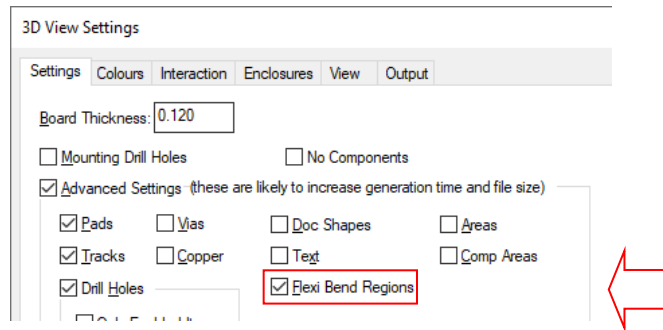 3D View Settings
Settings Colours Interaction Enclosures View Output
Board Thickness: 0.120
Mounting Drill Holes No Components
Advanced Settings (these are likely to increase generation time and file size)
Pads Vias Doc Shapes Areas
Tracks Copper Text Comp Areas
Drill Holes Flexi Bend Regions